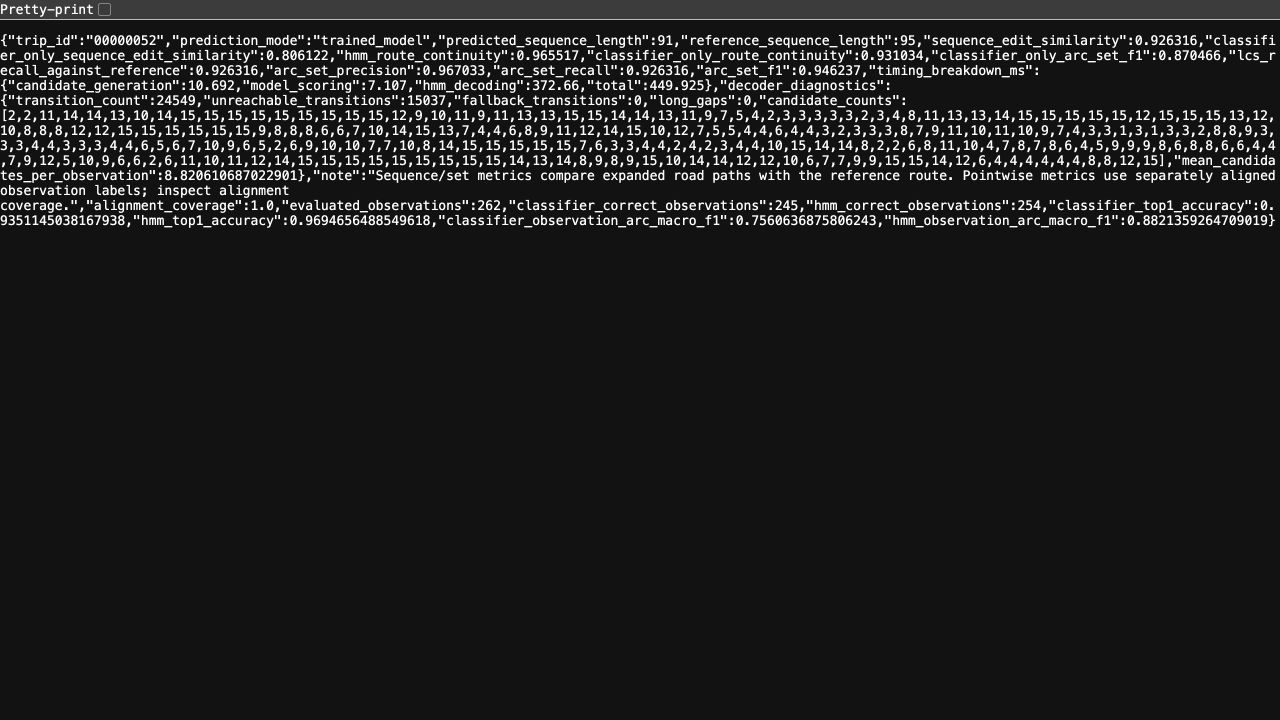 Pretty-print
{"trip_id":"00000052","prediction_mode":"trained_model","predicted_sequence_length":91,"reference_sequence_length":95,"sequence_edit_similarity":0.926316,"classifi
er_only_sequence_edit_similarity":0.806122,"hmm_route_continuity":0.965517,"classifier_only_route_continuity":0.931034,"classifier_only_arc_set_f1":0.870466,"lcs_r
ecall_against_reference":0.926316,"arc_set_precision":0.967033,"arc_set_recall":0.926316,"arc_set_f1":0.946237,"timing_breakdown_ms":
{"candidate_generation":10.692,"model_scoring":7.107,"hmm_decoding":372.66,"total":449.925},"decoder_diagnostics":
{"transition_count":24549,"unreachable_transitions":15037,"fallback_transitions":0,"long_gaps":0,"candidate_counts":
[2,2,11,14,14,13,10,14,15,15,15,15,15,15,15,15,15,15,12,9,10,11,9,11,13,13,15,15,14,14,13,11,9,7,5,4,2,3,3,3,3,3,2,3,4,8,11,13,13,14,15,15,15,15,15,12,15,15,15,13,12,
10,8,8,8,12,12,15,15,15,15,15,15,9,8,8,8,6,6,7,10,14,15,13,7,4,4,6,8,9,11,12,14,15,10,12,7,5,5,4,4,6,4,4,3,2,3,3,3,8,7,9,11,10,11,10,9,7,4,3,3,1,3,1,3,3,2,8,8,9,3,
3,3,4,4,3,3,3,4,4,6,5,6,7,10,9,6,5,2,6,9,10,10,7,7,10,8,14,15,15,15,15,15,7,6,3,3,4,4,2,4,2,3,4,4,10,15,14,14,8,2,2,6,8,11,10,4,7,8,7,8,6,4,5,9,9,9,8,6,8,8,6,6,4,4
,7,9,12,5,10,9,6,6,2,6,11,10,11,12,14,15,15,15,15,15,15,15,15,15,14,13,14,8,9,8,9,15,10,14,14,12,12,10,6,7,7,9,9,15,15,14,12,6,4,4,4,4,4,4,8,8,12,15],"mean_candida
tes_per_observation":8.820610687022901},"note":"Sequence/set metrics compare expanded road paths with the reference route. Pointwise metrics use separately aligned
observation labels; inspect alignment
coverage.","alignment_coverage":1.0,"evaluated_observations":262,"classifier_correct_observations":245,"hmm_correct_observations":254,"classifier_top1_accuracy":0.
9351145038167938,"hmm_top1_accuracy":0.9694656488549618,"classifier_observation_arc_macro_f1":0.7560636875806243,"hmm_observation_arc_macro_f1":0.8821359264709019}